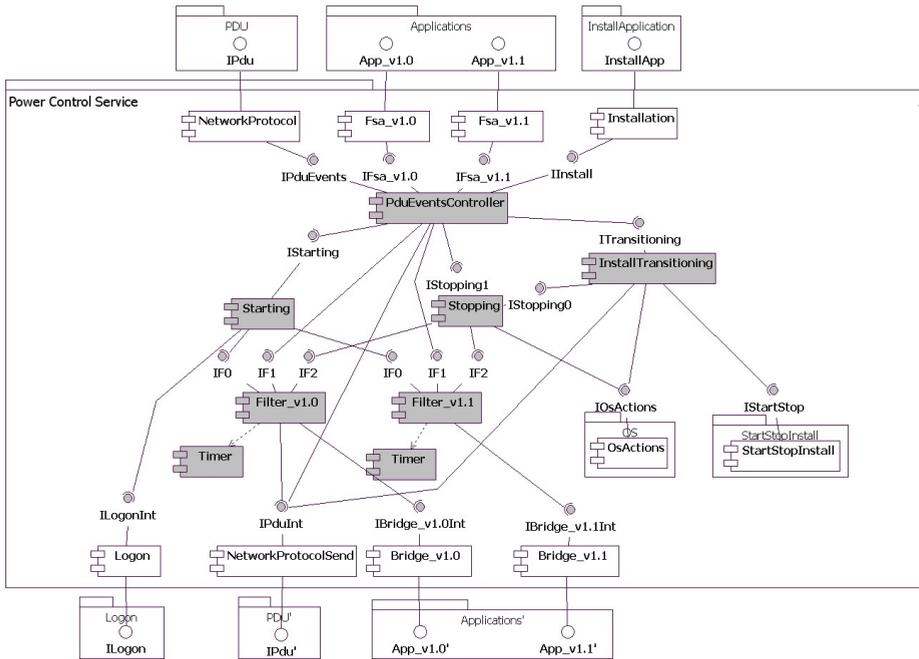 PDU
Applications
InstallApplication
IPdu
App_v1.0
App_v1.1
InstallApp
Power Control Service
NetworkProtocol
Fsa_v1.0
Fsa_v1.1
Installation
IPduEvents
IFsa_v1.0
IFsa_v1.1
IInstall
PduEventsController
IStarting
ITransitioning
InstallTransitioning
IStopping1
IStopping0
Starting
Stopping
IF0
IF1
IF2
IF0
IF1
IF2
Filter_v1.0
Filter_v1.1
IOsActions
IStartStop
OS
StartStopInstall
OsActions
StartStopInstall
Timer
Timer
ILogonInt
IPduInt
IBridge_v1.0Int
IBridge_v1.1Int
Logon
NetworkProtocolSend
Bridge_v1.0
Bridge_v1.1
Logon
PDU'
Applications'
ILogon
IPdu'
App_v1.0'
App_v1.1'